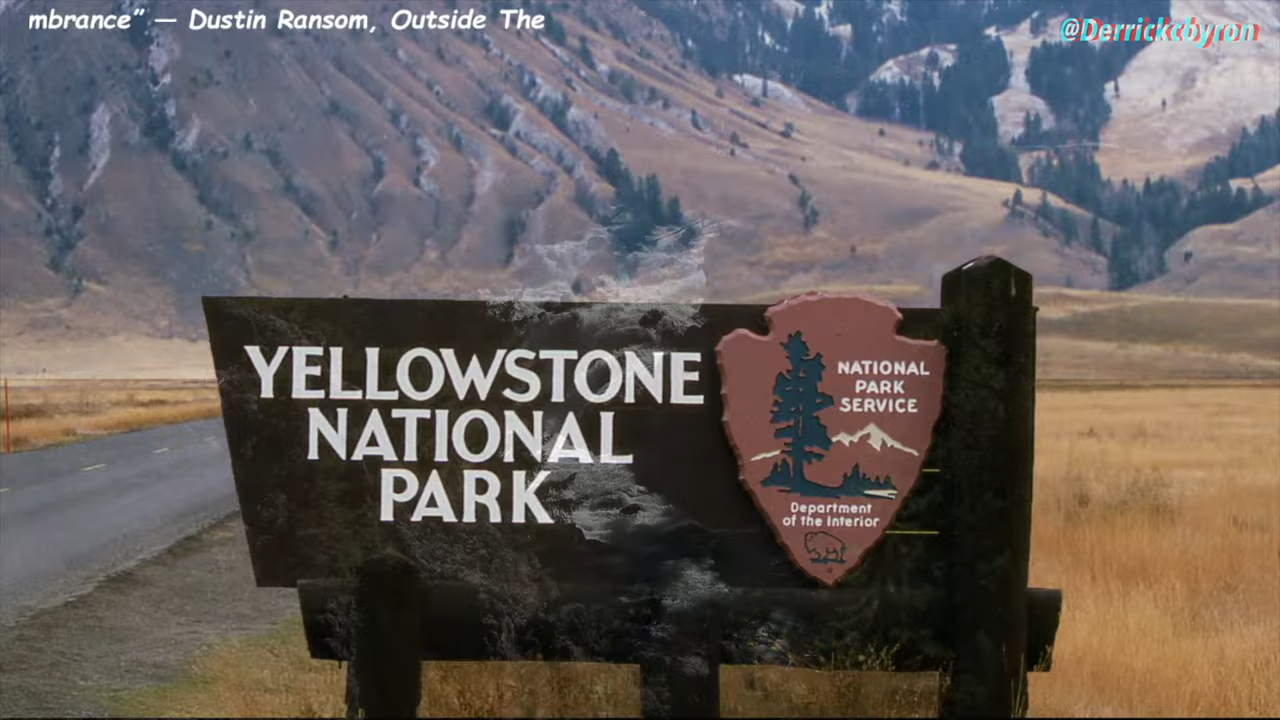 mbrance” — Dustin Ransom, Outside The
@Derrickcbyron
YELLOWSTONE
NATIONAL
PARK
NATIONAL
PARK
SERVICE
Department
of the Interior